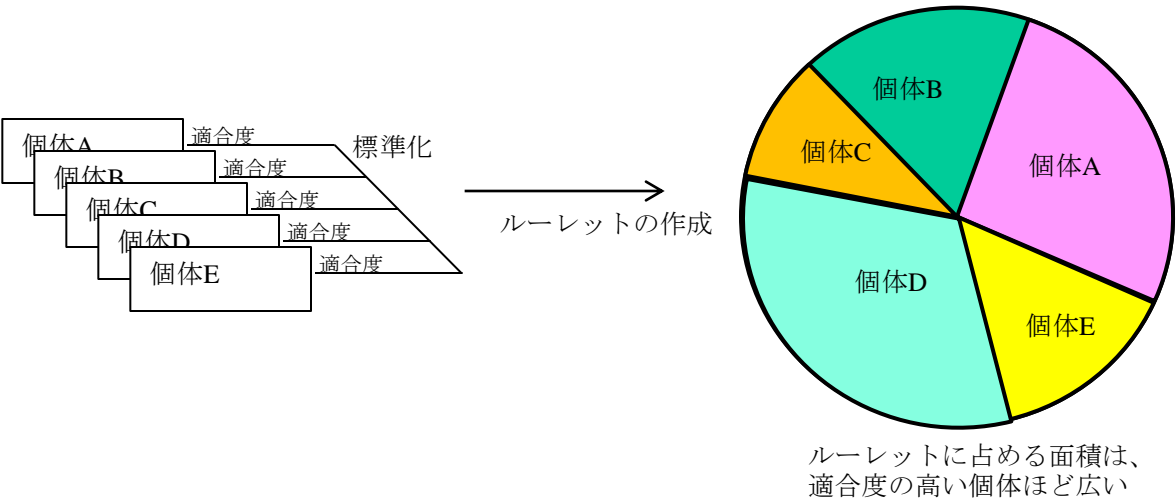 個体A
適合度
個体B
適合度
個体C
適合度
個体D
適合度
個体E
適合度
標準化
ルーレットの作成
個体B
個体A
個体C
個体D
個体E
ルーレットに占める面積は、
適合度の高い個体ほど広い